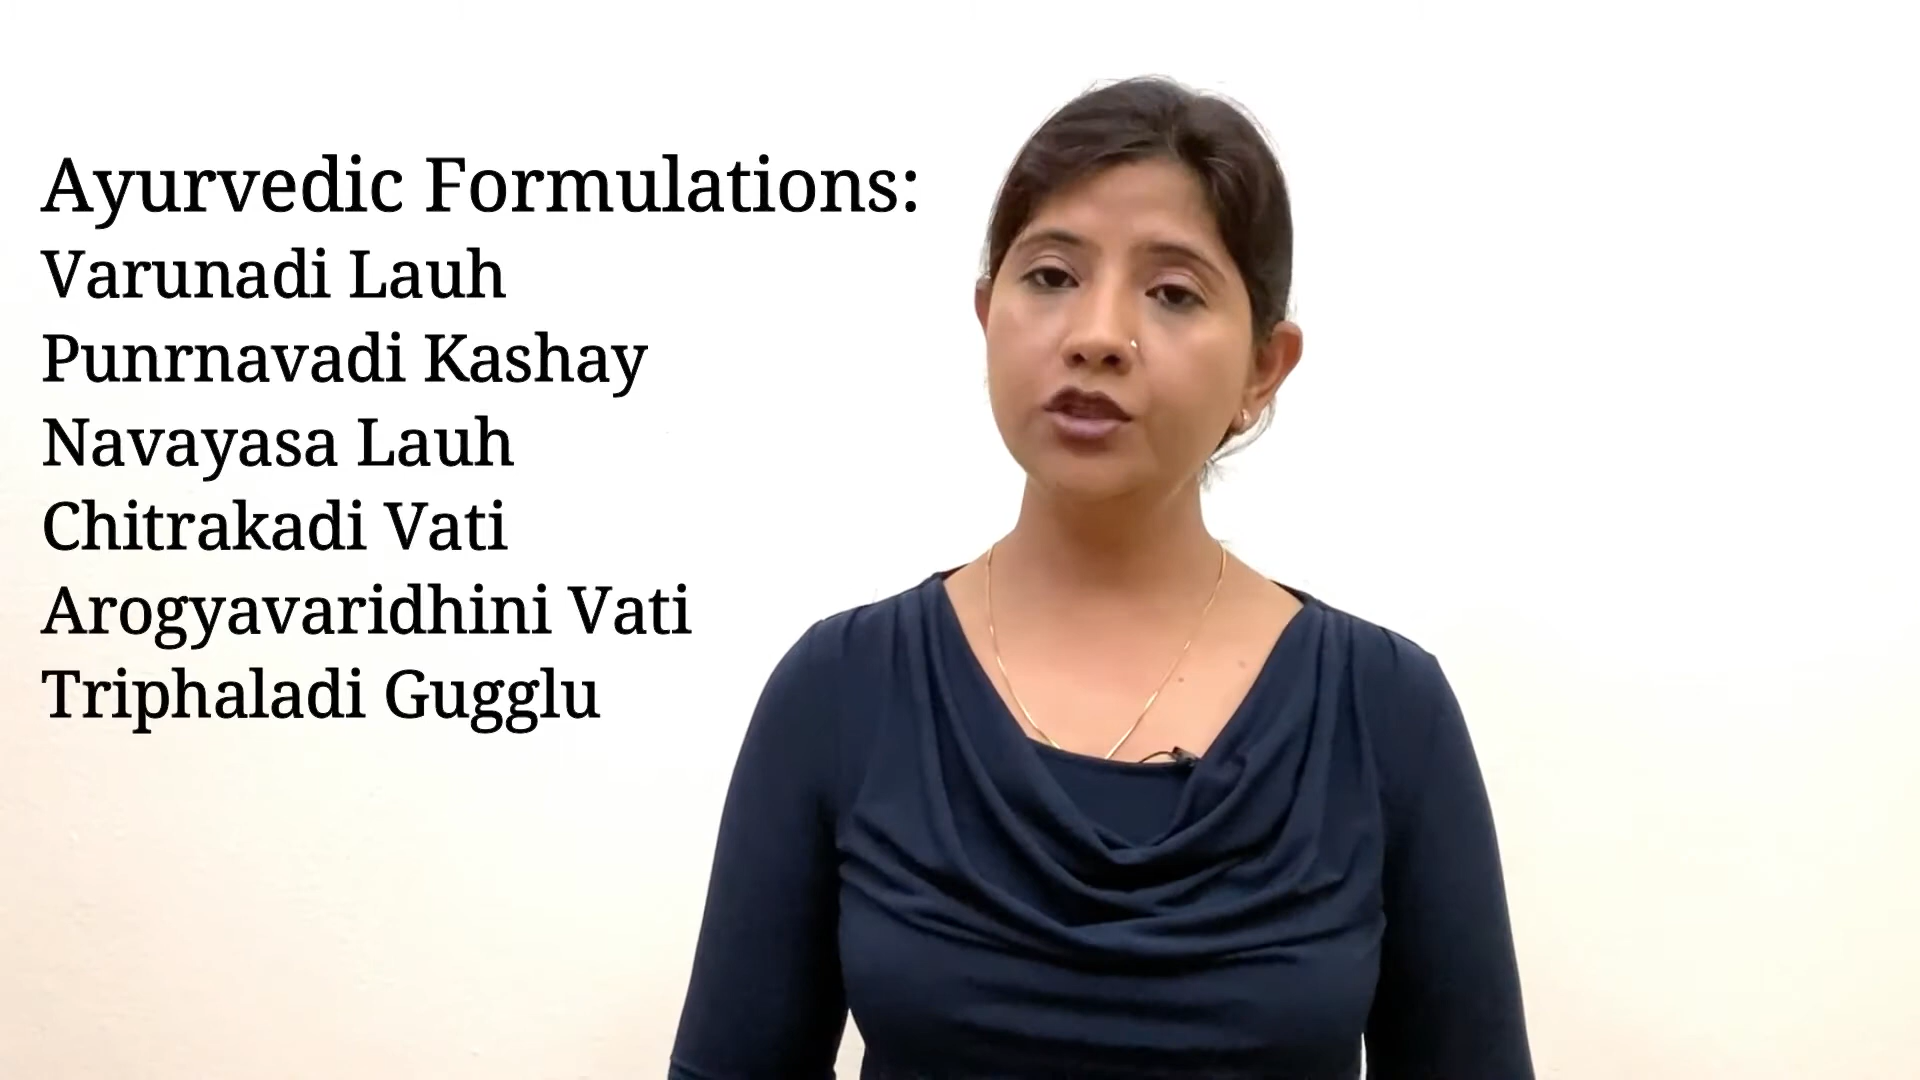 Ayurvedic Formulations:
Varunadi Lauh
Punrnavadi Kashay
Navayasa Lauh
Chitrakadi Vati
Arogyavaridhini Vati
Triphaladi Gugglu